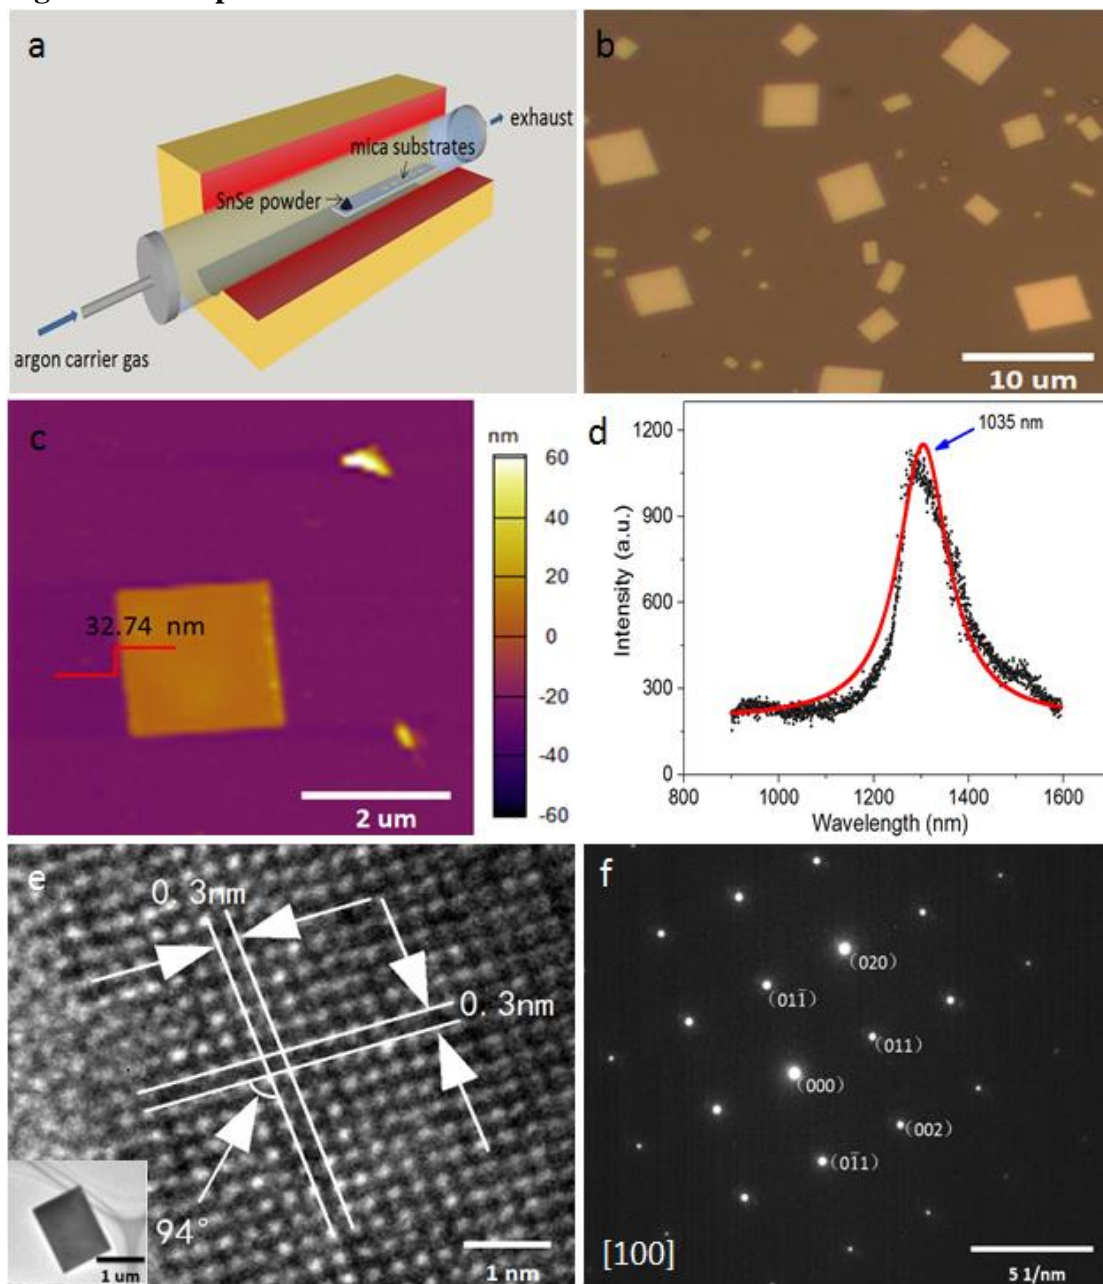 a
exhaust
mica substrates
SnSe powder
argon carrier gas
b
10 um
c
nm
60
40
20
0
-20
-40
-60
32.74 nm
2 um
d
1035 nm
1200
900
600
300
0
Intensity (a.u.)
800 1000 1200 1400 1600
Wavelength (nm)
e
0.3nm
0.3nm
94°
1 um
1 nm
f
(020)
(011̄)
(011)
(000)
(002)
(01̄1)
[100]
5 1/nm